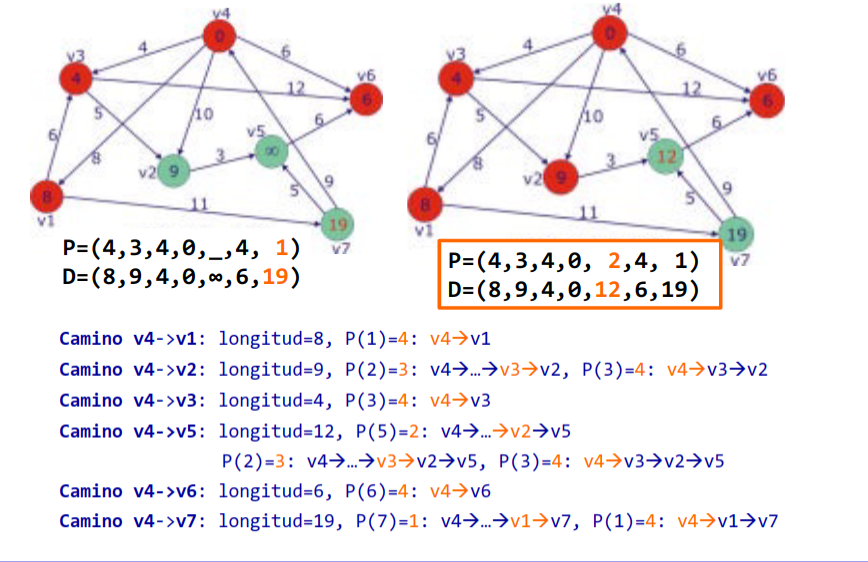 v4
0
v3
4
4
6
12
v6
6
5
10
v5
∞
6
6
8
v2
9
3
5
9
8
11
v1
19
v7
P=(4,3,4,0,_,4, 1)
D=(8,9,4,0,∞,6,19)
v4
0
v3
4
4
6
12
v6
6
5
10
v5
12
6
6
8
v2
9
3
5
9
8
11
v1
19
v7
P=(4,3,4,0, 2,4, 1)
D=(8,9,4,0,12,6,19)
Camino v4->v1: longitud=8, P(1)=4: v4→v1
Camino v4->v2: longitud=9, P(2)=3: v4→…→v3→v2, P(3)=4: v4→v3→v2
Camino v4->v3: longitud=4, P(3)=4: v4→v3
Camino v4->v5: longitud=12, P(5)=2: v4→…→v2→v5
P(2)=3: v4→…→v3→v2→v5, P(3)=4: v4→v3→v2→v5
Camino v4->v6: longitud=6, P(6)=4: v4→v6
Camino v4->v7: longitud=19, P(7)=1: v4→…→v1→v7, P(1)=4: v4→v1→v7